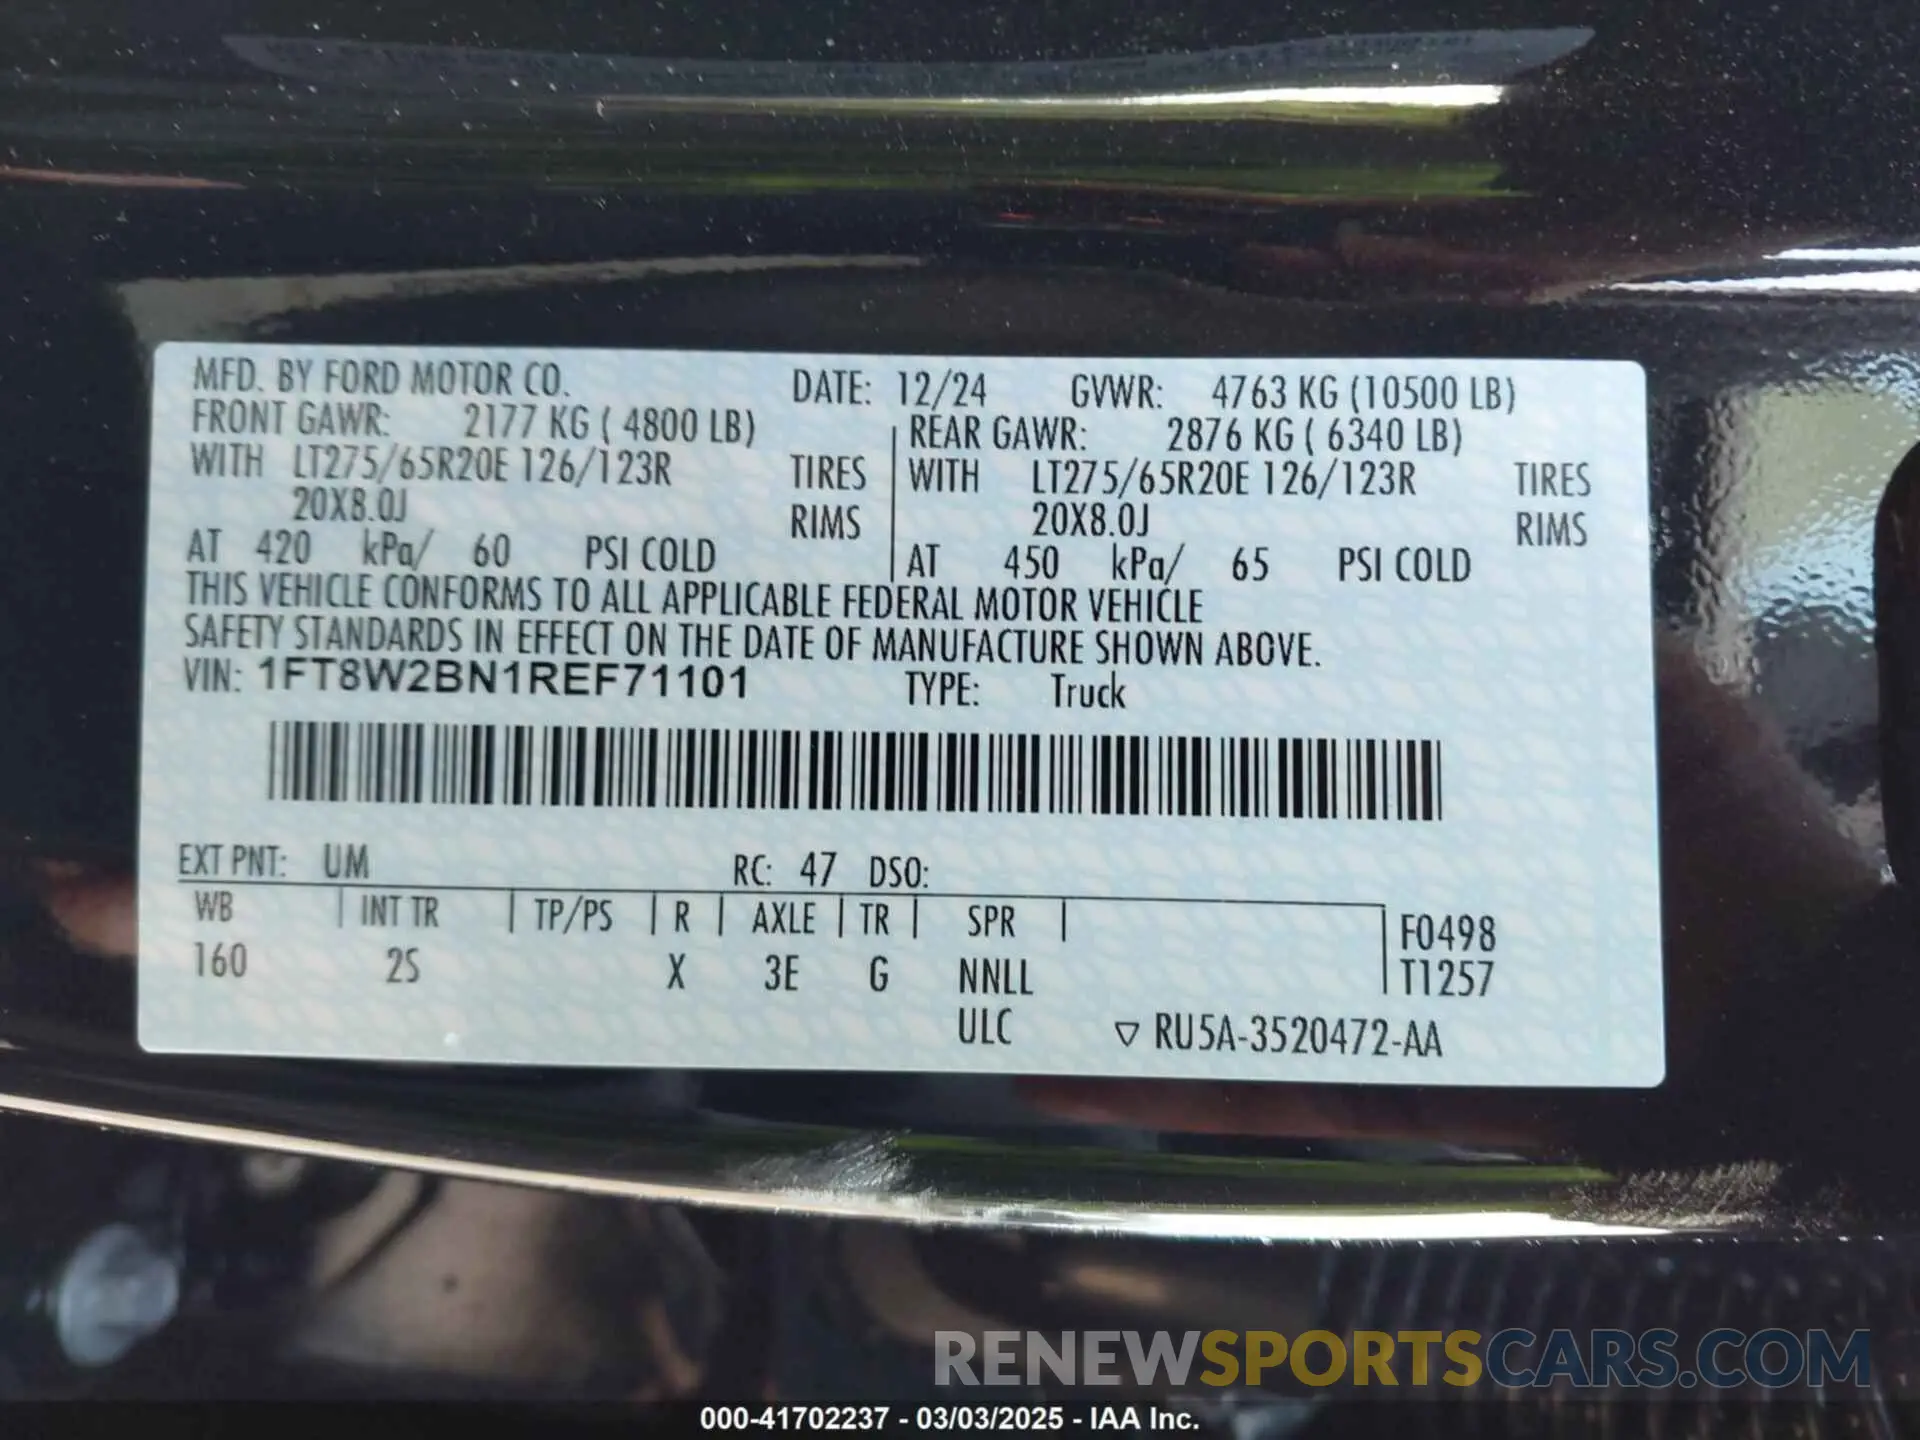 MFD. BY FORD MOTOR CO. DATE: 12/24 GVWR: 4763 KG (10500 LB)
FRONT GAWR: 2177 KG ( 4800 LB) REAR GAWR: 2876 KG ( 6340 LB)
WITH LT275/65R20E 126/123R TIRES WITH LT275/65R20E 126/123R TIRES
20X8.0J RIMS 20X8.0J RIMS
AT 420 kPa/ 60 PSI COLD AT 450 kPa/ 65 PSI COLD
THIS VEHICLE CONFORMS TO ALL APPLICABLE FEDERAL MOTOR VEHICLE
SAFETY STANDARDS IN EFFECT ON THE DATE OF MANUFACTURE SHOWN ABOVE.
VIN: 1FT8W2BN1REF71101 TYPE: Truck
EXT PNT: UM RC: 47 DSO:
WB INT TR TP/PS R AXLE TR SPR F0498
160 2S X 3E G NNLL T1257
ULC ▽ RU5A-3520472-AA
RENEWSPORTSCARS.COM
000-41702237 - 03/03/2025 - IAA Inc.